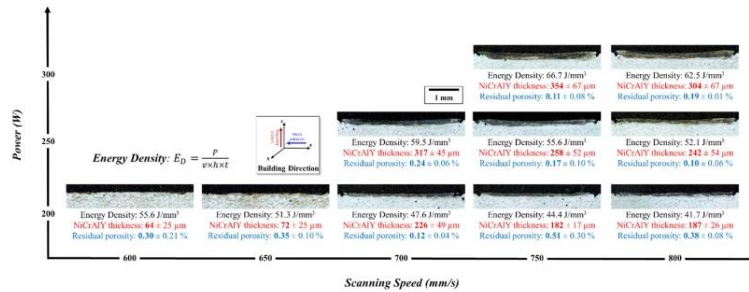 300
Energy Density: 66.7 J/mm³
NiCrAlY thickness: 354 ± 67 µm
Residual porosity: 0.11 ± 0.08 %
Energy Density: 62.5 J/mm³
NiCrAlY thickness: 304 ± 67 µm
Residual porosity: 0.19 ± 0.01 %
1 mm
Power (W)
250
Energy Density: E_D = P / v×h×t
Building Direction
Energy Density: 59.5 J/mm³
NiCrAlY thickness: 317 ± 45 µm
Residual porosity: 0.24 ± 0.06 %
Energy Density: 55.6 J/mm³
NiCrAlY thickness: 258 ± 52 µm
Residual porosity: 0.17 ± 0.10 %
Energy Density: 52.1 J/mm³
NiCrAlY thickness: 242 ± 54 µm
Residual porosity: 0.10 ± 0.06 %
200
Energy Density: 55.6 J/mm³
NiCrAlY thickness: 64 ± 25 µm
Residual porosity: 0.30 ± 0.21 %
Energy Density: 51.3 J/mm³
NiCrAlY thickness: 72 ± 25 µm
Residual porosity: 0.35 ± 0.10 %
Energy Density: 47.6 J/mm³
NiCrAlY thickness: 226 ± 49 µm
Residual porosity: 0.12 ± 0.04 %
Energy Density: 44.4 J/mm³
NiCrAlY thickness: 182 ± 17 µm
Residual porosity: 0.51 ± 0.30 %
Energy Density: 41.7 J/mm³
NiCrAlY thickness: 187 ± 26 µm
Residual porosity: 0.38 ± 0.08 %
600
650
700
750
800
Scanning Speed (mm/s)